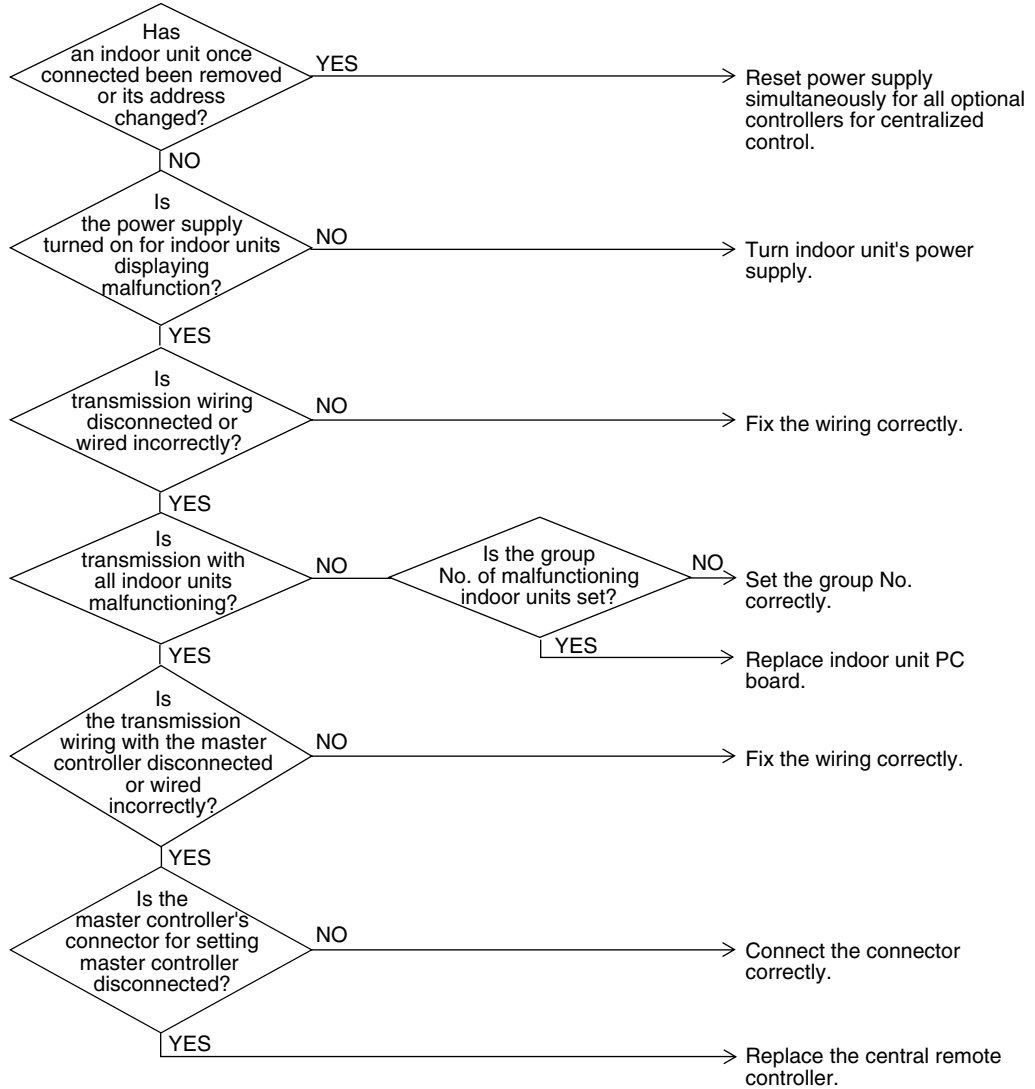 Has
an indoor unit once
connected been removed
or its address
changed?
YES
Reset power supply
simultaneously for all optional
controllers for centralized
control.
NO
Is
the power supply
turned on for indoor units
displaying
malfunction?
NO
Turn indoor unit's power
supply.
YES
Is
transmission wiring
disconnected or
wired incorrectly?
NO
Fix the wiring correctly.
YES
Is
transmission with
all indoor units
malfunctioning?
NO
Is the group
No. of malfunctioning
indoor units set?
NO
Set the group No.
correctly.
YES
Replace indoor unit PC
board.
YES
Is
the transmission
wiring with the master
controller disconnected
or wired
incorrectly?
NO
Fix the wiring correctly.
YES
Is the
master controller's
connector for setting
master controller
disconnected?
NO
Connect the connector
correctly.
YES
Replace the central remote
controller.